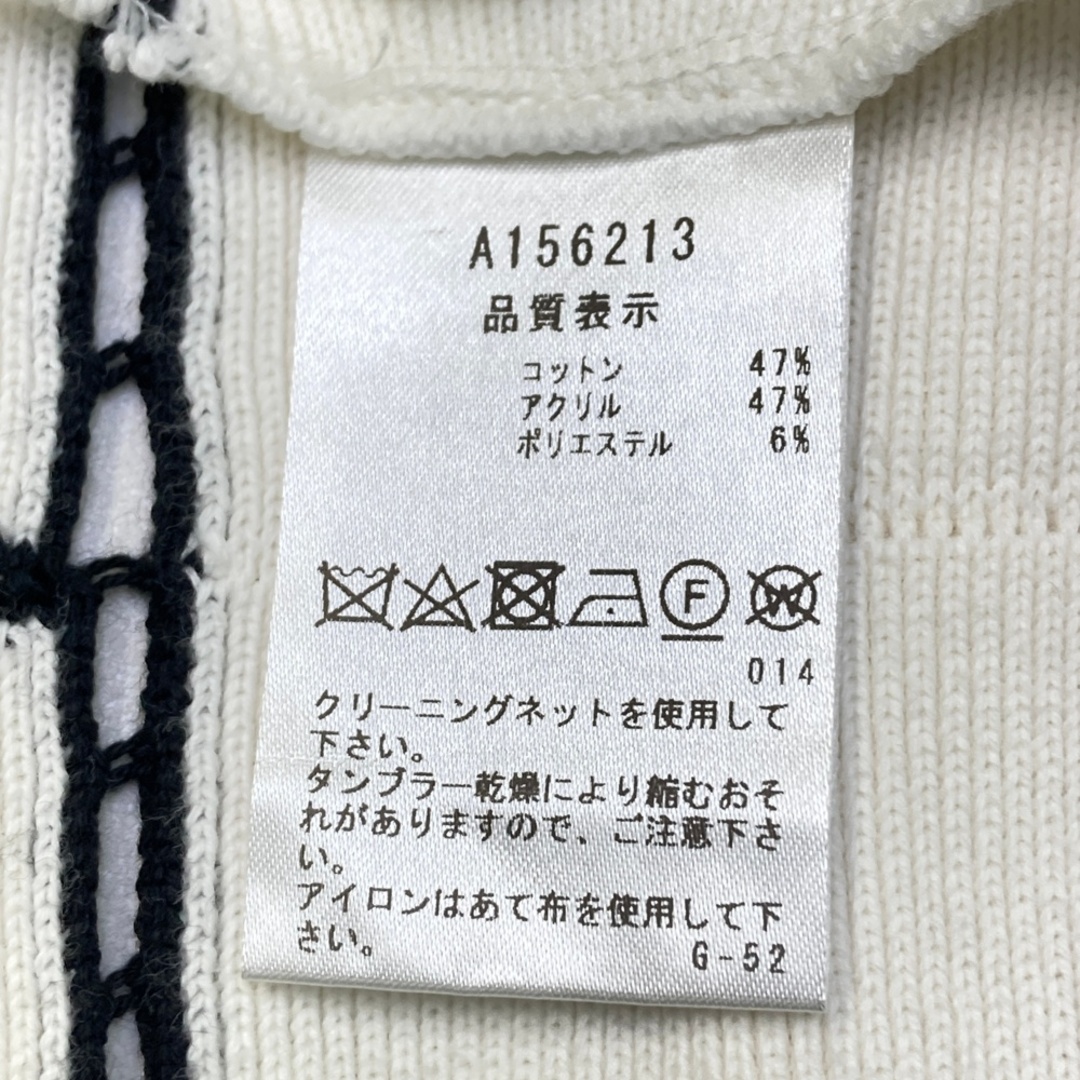 A156213
品質表示
コットン 47%
アクリル 47%
ポリエステル 6%
F W
014
クリーニングネットを使用して
下さい。
タンブラー乾燥により縮むおそ
れがありますので、ご注意下さ
い。
アイロンはあて布を使用して下
さい。
G-52